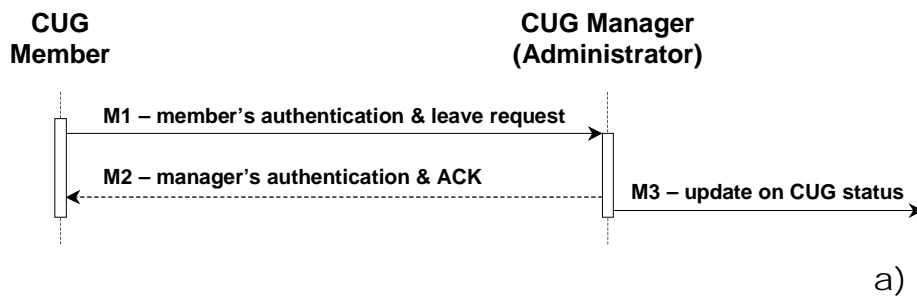 CUG
Member
CUG Manager
(Administrator)
M1 – member’s authentication & leave request
M2 – manager’s authentication & ACK
M3 – update on CUG status
a)